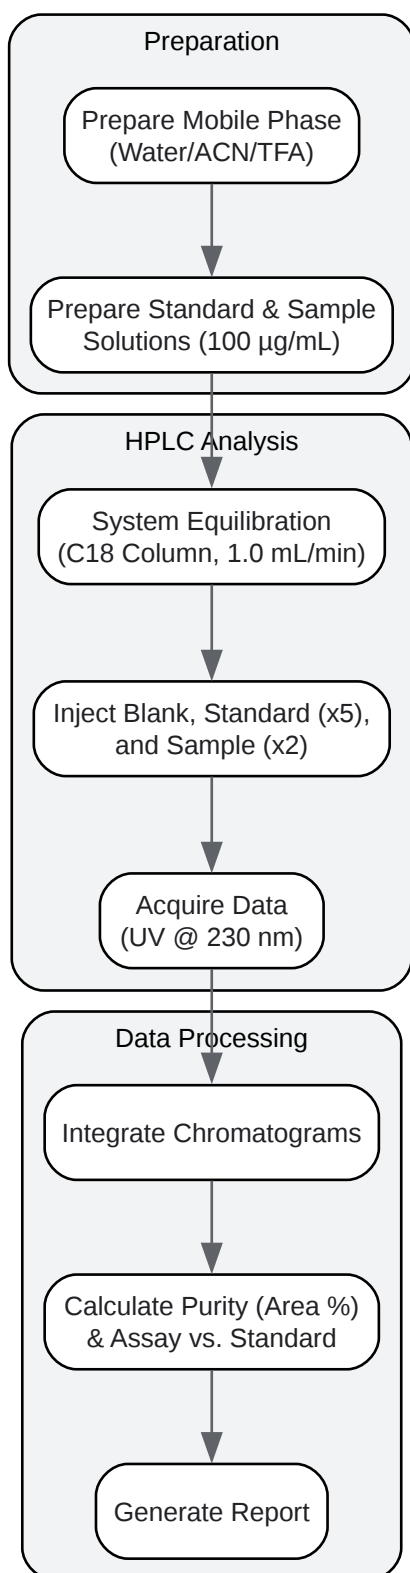 Preparation
Prepare Mobile Phase
(Water/ACN/TFA)
Prepare Standard & Sample
Solutions (100 µg/mL)
HPLC Analysis
System Equilibration
(C18 Column, 1.0 mL/min)
Inject Blank, Standard (x5),
and Sample (x2)
Acquire Data
(UV @ 230 nm)
Data Processing
Integrate Chromatograms
Calculate Purity (Area %)
& Assay vs. Standard
Generate Report